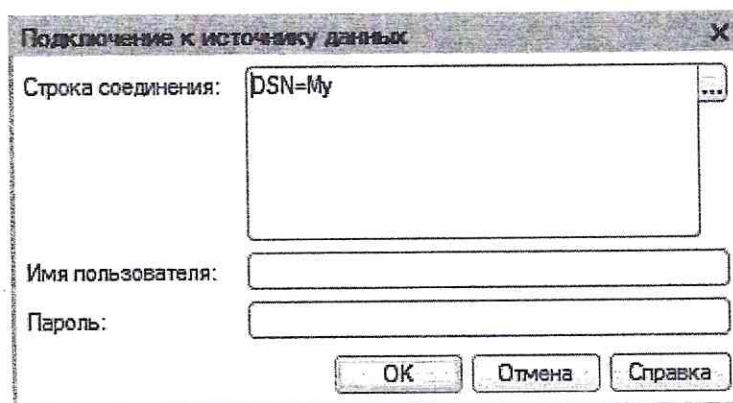 Подключение к источнику данных
Строка соединения:
DSN=My
...
Имя пользователя:
Пароль:
OK
Отмена
Справка